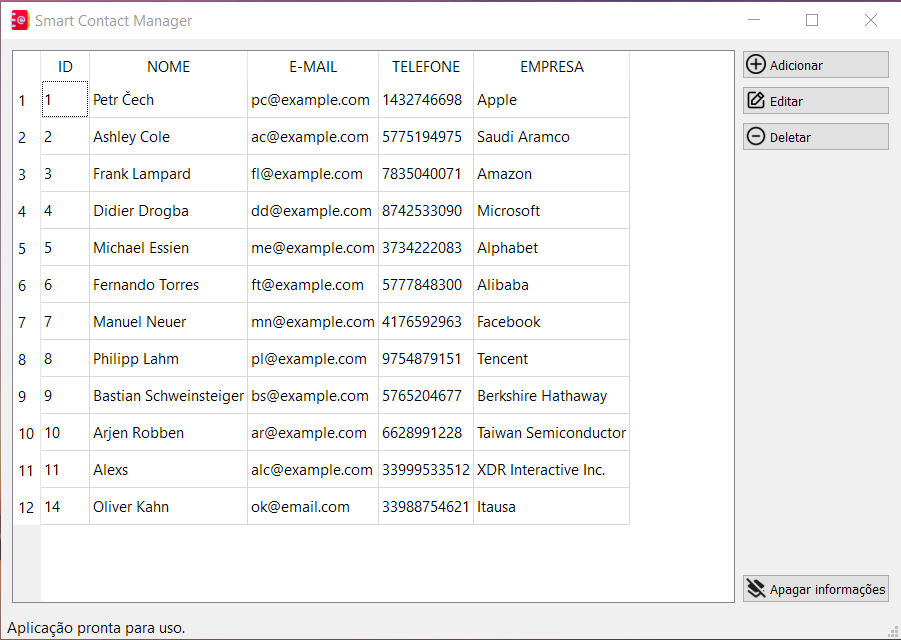 Smart Contact Manager
ID NOME E-MAIL TELEFONE EMPRESA
1 1 Petr Čech pc@example.com 1432746698 Apple
2 2 Ashley Cole ac@example.com 5775194975 Saudi Aramco
3 3 Frank Lampard fl@example.com 7835040071 Amazon
4 4 Didier Drogba dd@example.com 8742533090 Microsoft
5 5 Michael Essien me@example.com 3734222083 Alphabet
6 6 Fernando Torres ft@example.com 5777848300 Alibaba
7 7 Manuel Neuer mn@example.com 4176592963 Facebook
8 8 Philipp Lahm pl@example.com 9754879151 Tencent
9 9 Bastian Schweinsteiger bs@example.com 5765204677 Berkshire Hathaway
10 10 Arjen Robben ar@example.com 6628991228 Taiwan Semiconductor
11 11 Alexs alc@example.com 33999533512 XDR Interactive Inc.
12 14 Oliver Kahn ok@email.com 33988754621 Itausa
Adicionar
Editar
Deletar
Apagar informações
Aplicação pronta para uso.